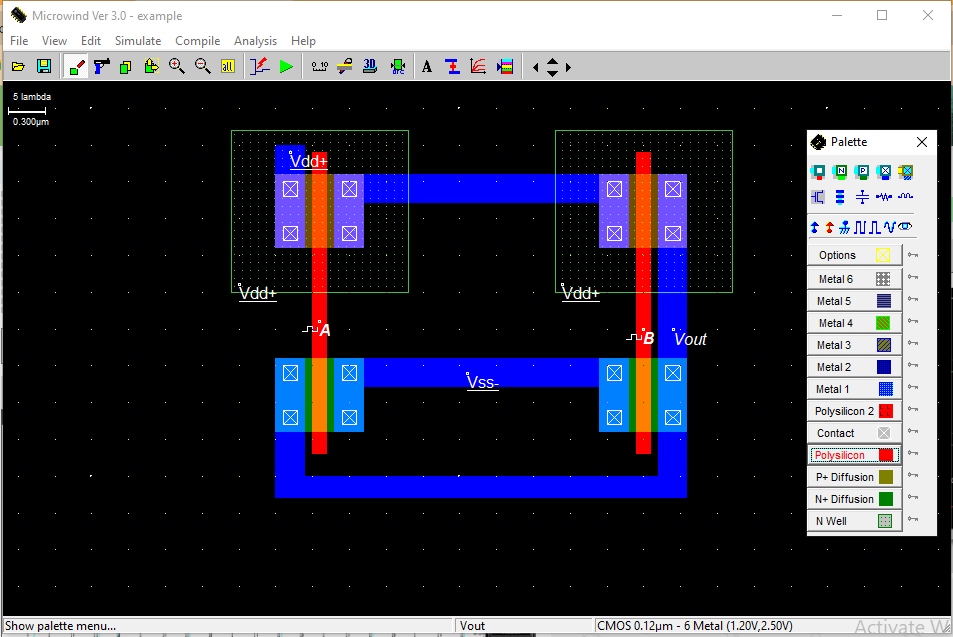 Microwind Ver 3.0 - example
File View Edit Simulate Compile Analysis Help
all 3D DRC A
5 lambda
0.300µm
Vdd+
Vdd+
Vdd+
A
B
Vout
Vss-
Palette
N P
Options
Metal 6
Metal 5
Metal 4
Metal 3
Metal 2
Metal 1
Polysilicon 2
Contact
Polysilicon
P+ Diffusion
N+ Diffusion
N Well
Show palette menu... Vout CMOS 0.12µm - 6 Metal (1.20V,2.50V)
Activate W